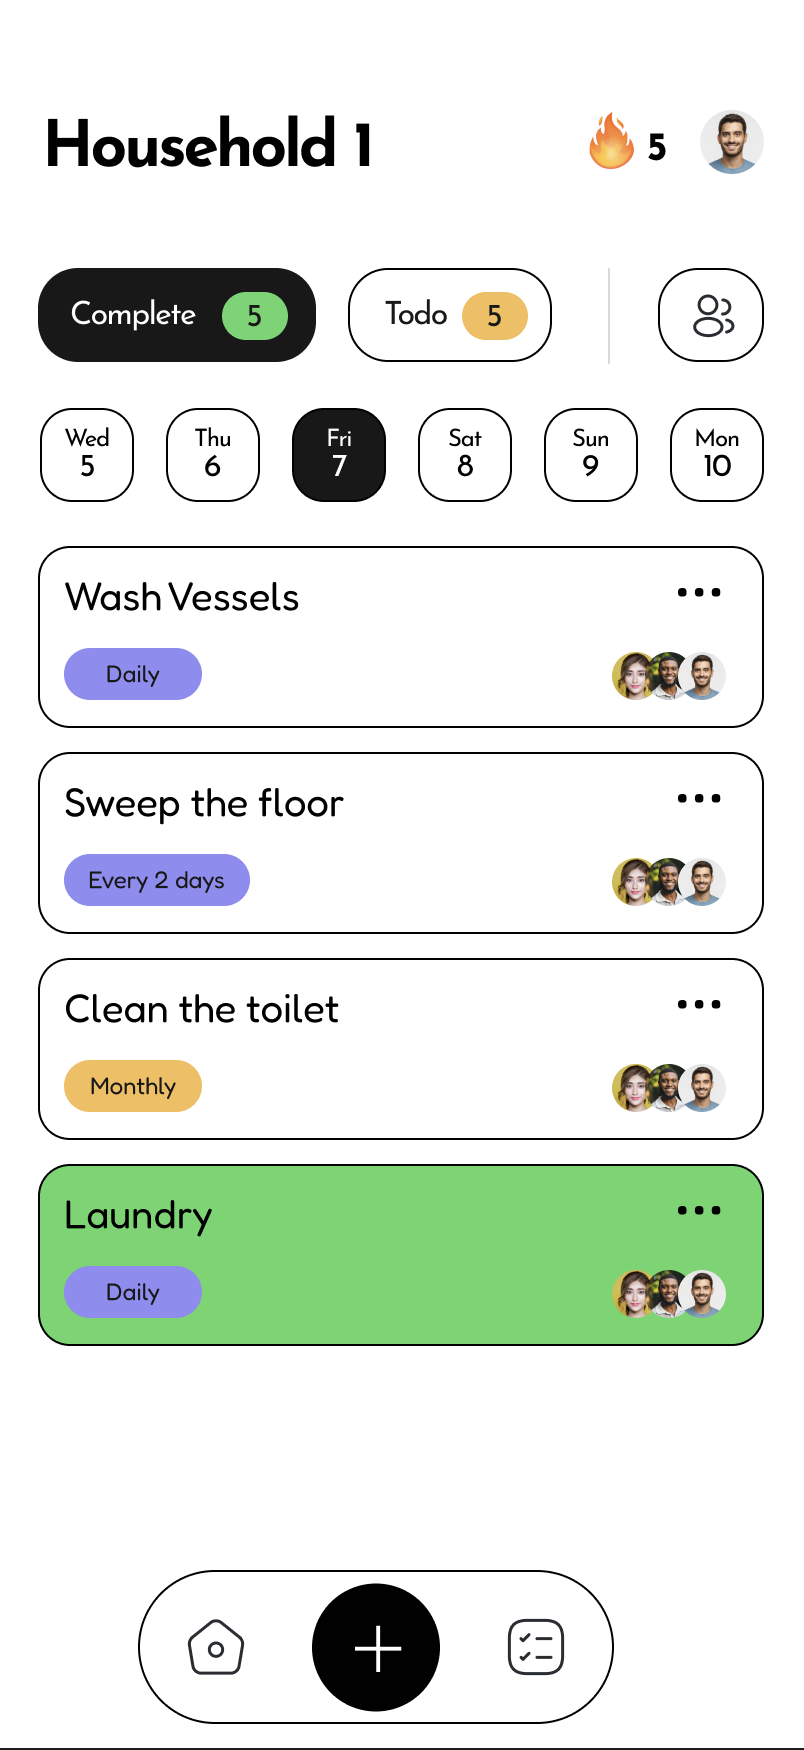 Household 1
5
Complete 5
Todo 5
Wed
5
Thu
6
Fri
7
Sat
8
Sun
9
Mon
10
Wash Vessels
Daily
Sweep the floor
Every 2 days
Clean the toilet
Monthly
Laundry
Daily